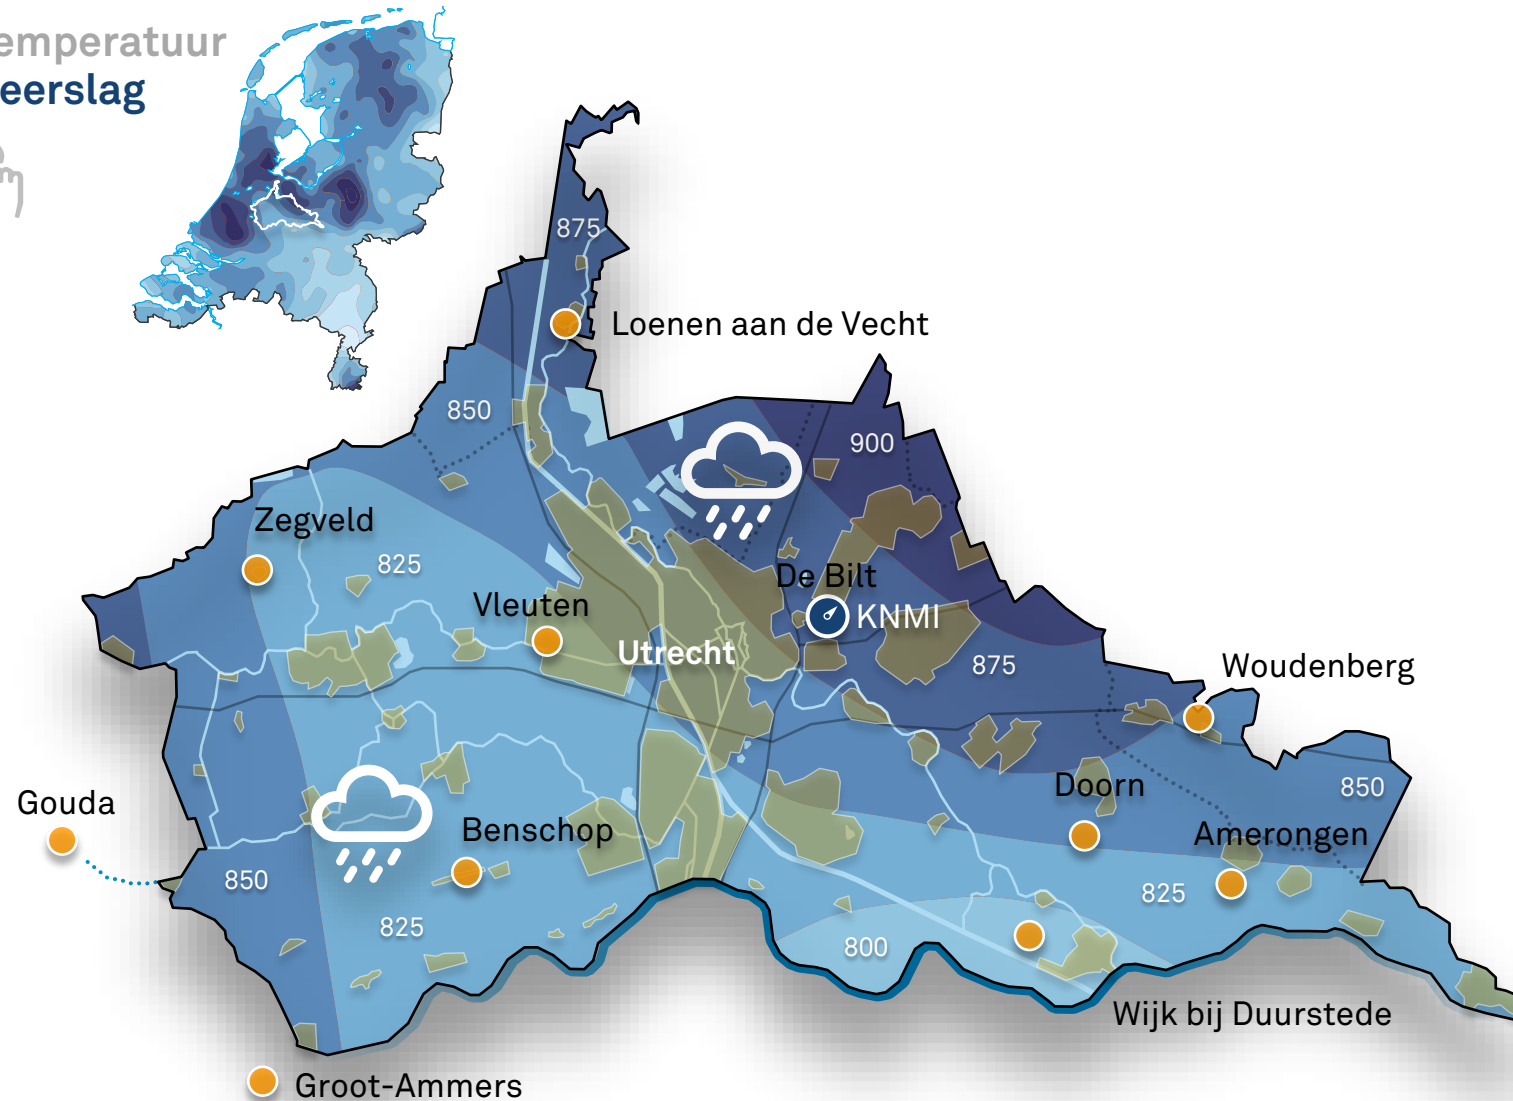 emperatuur
eerslag
875
Loenen aan de Vecht
850
900
Zegveld
825
De Bilt
Vleuten
KNMI
Utrecht
875
Woudenberg
Doorn
850
Gouda
Benschop
Amerongen
850
825
825
800
Wijk bij Duurstede
Groot-Ammers